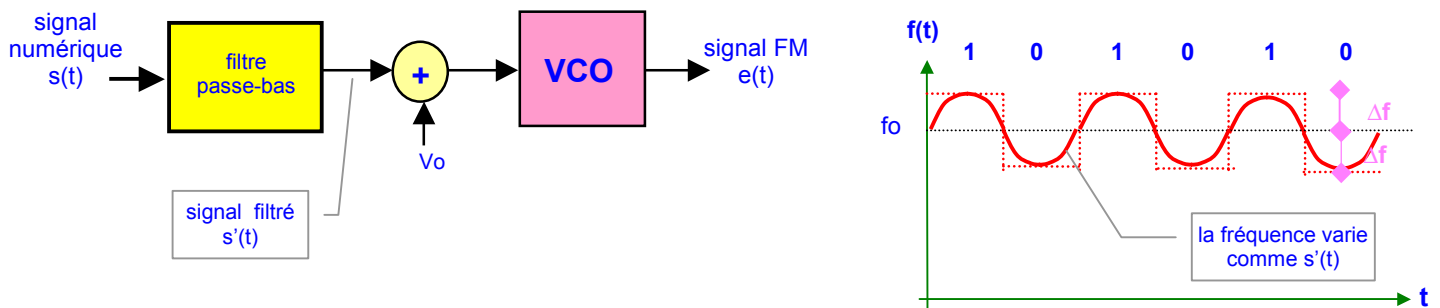 signal
numérique
s(t)
filtre
passe-bas
+
Vo
VCO
signal FM
e(t)
signal filtré
s’(t)
f(t)
1 0 1 0 1 0
fo
Δf
Δf
la fréquence varie
comme s’(t)
t